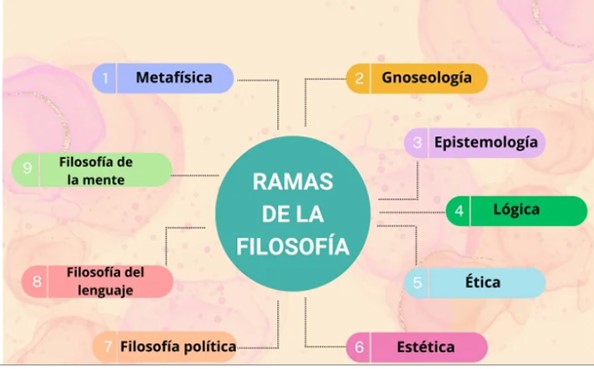 RAMAS
DE LA
FILOSOFÍA
1 Metafísica
2 Gnoseología
3 Epistemología
4 Lógica
5 Ética
6 Estética
7 Filosofía política
8 Filosofía del
lenguaje
9 Filosofía de
la mente